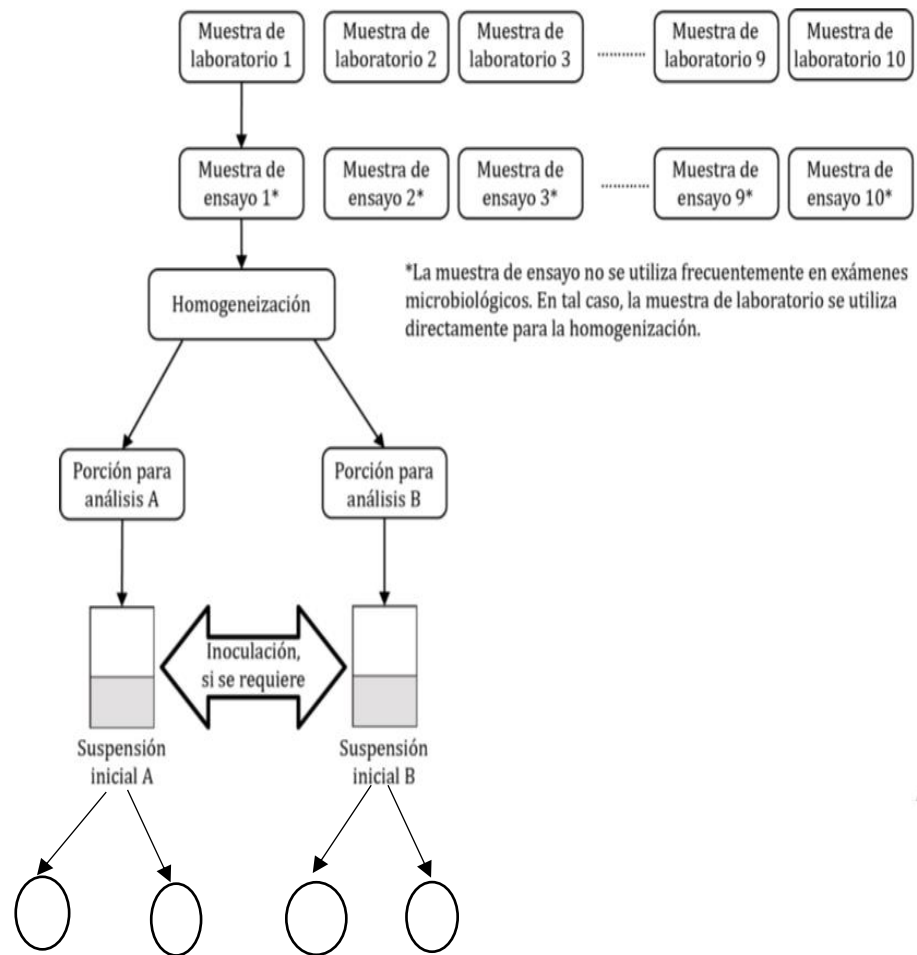 Muestra de
laboratorio 1
Muestra de
laboratorio 2
Muestra de
laboratorio 3
............
Muestra de
laboratorio 9
Muestra de
laboratorio 10
Muestra de
ensayo 1*
Muestra de
ensayo 2*
Muestra de
ensayo 3*
............
Muestra de
ensayo 9*
Muestra de
ensayo 10*
Homogeneización
*La muestra de ensayo no se utiliza frecuentemente en exámenes
microbiológicos. En tal caso, la muestra de laboratorio se utiliza
directamente para la homogenización.
Porción para
análisis A
Porción para
análisis B
Inoculación,
si se requiere
Suspensión
inicial A
Suspensión
inicial B